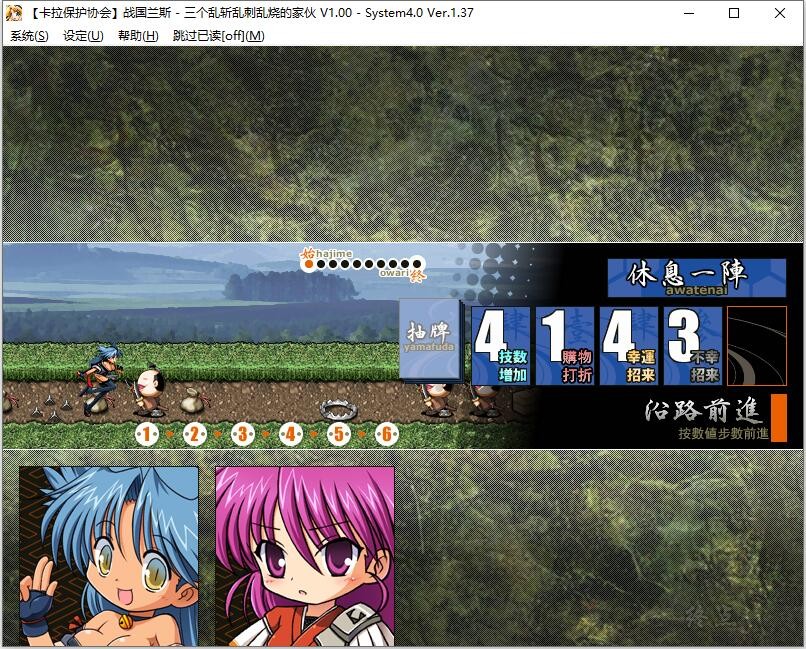 【卡拉保护协会】战国兰斯 - 三个乱斩乱刺乱烧的家伙 V1.00 - System4.0 Ver.1.37
系统(S) 设定(U) 帮助(H) 跳过已读[off](M)
始 hajime
owari 終
休息一陣
awatenai
抽牌
yamafuda
4 技数增加
1 購物打折
4 幸運招来
3 不幸招来
1 2 3 4 5 6
沿路前進
按數値步數前進